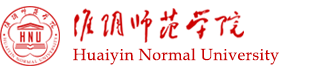 淮阴师范学院
HNU
Huaiyin Normal University